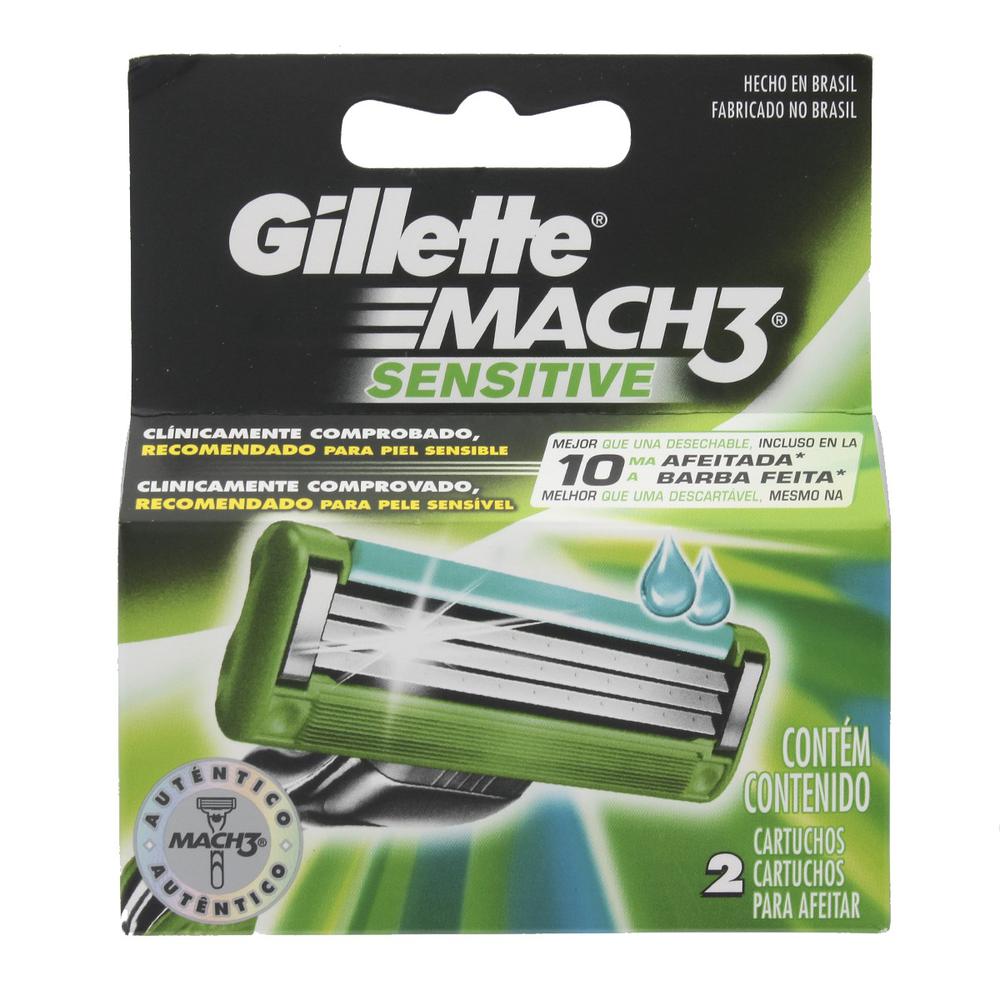 HECHO EN BRASIL
FABRICADO NO BRASIL
Gillette®
MACH3®
SENSITIVE
CLÍNICAMENTE COMPROBADO,
RECOMENDADO PARA PIEL SENSIBLE
CLINICAMENTE COMPROVADO,
RECOMENDADO PARA PELE SENSÍVEL
MEJOR QUE UNA DESECHABLE, INCLUSO EN LA
10 MA AFEITADA*
A BARBA FEITA*
MELHOR QUE UMA DESCARTÁVEL, MESMO NA
CONTÉM
CONTENIDO
2 CARTUCHOS
CARTUCHOS
PARA AFEITAR
AUTÉNTICO
MACH3®
AUTÊNTICO